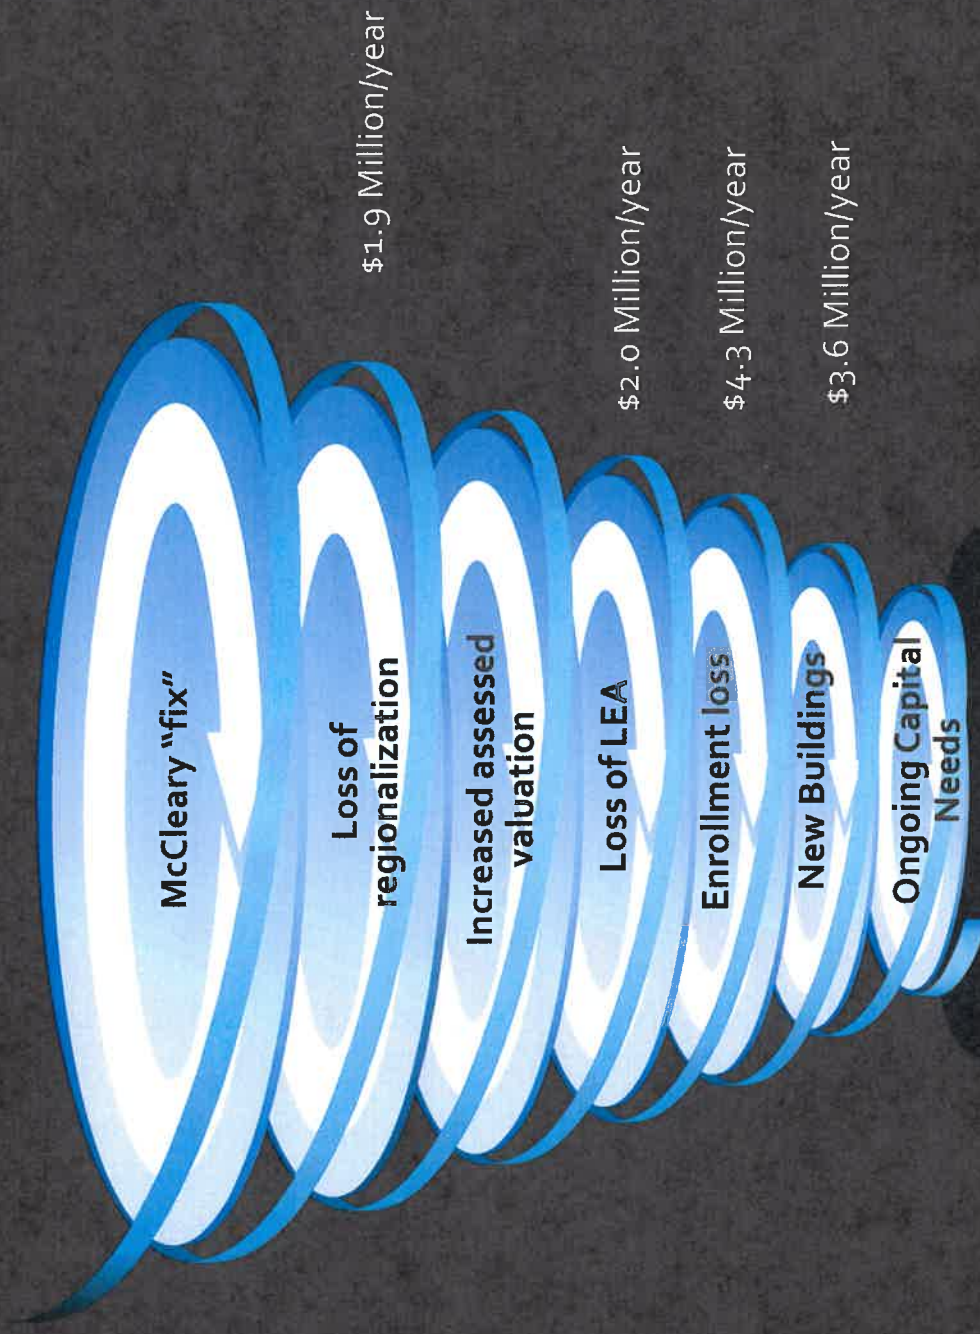 McCleary “fix”
Loss of
regionalization
$1.9 Million/year
Increased assessed
valuation
Loss of LEA
$2.0 Million/year
Enrollment loss
$4.3 Million/year
New Buildings
$3.6 Million/year
Ongoing Capital
Needs